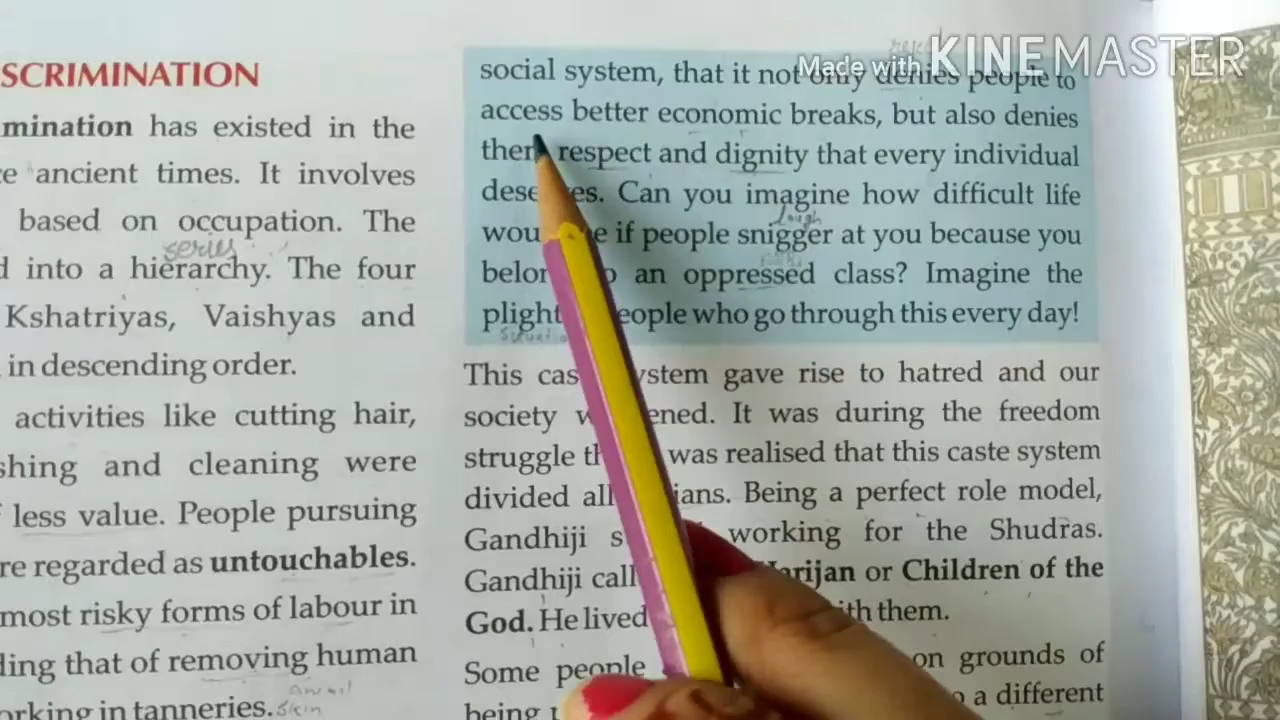 SCRIMINATION
mination has existed in the
ancient times. It involves
based on occupation. The
series
into a hierarchy. The four
Kshatriyas, Vaishyas and
in descending order.
activities like cutting hair,
shing and cleaning were
less value. People pursuing
re regarded as untouchables.
most risky forms of labour in
ding that of removing human
animal
orking in tanneries. skin
Made with KINEMASTER
social system, that it not only denies people to
access better economic breaks, but also denies
them respect and dignity that every individual
deserves. Can you imagine how difficult life
laugh
would be if people snigger at you because you
belong to an oppressed class? Imagine the
plight people who go through this every day!
situation
This caste system gave rise to hatred and our
society weakened. It was during the freedom
struggle that was realised that this caste system
divided all Indians. Being a perfect role model,
Gandhiji working for the Shudras.
Gandhiji called Harijan or Children of the
God. He lived with them.
Some people on grounds of
being a different